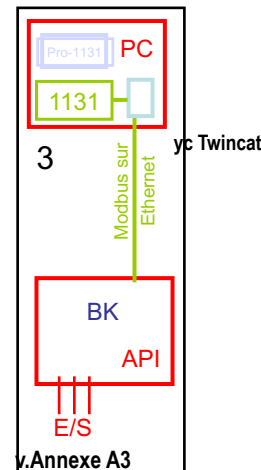 Pro-1131
PC
1131
3
yc Twincat
Modbus sur
Ethernet
BK
API
E/S
v.Annexe A3